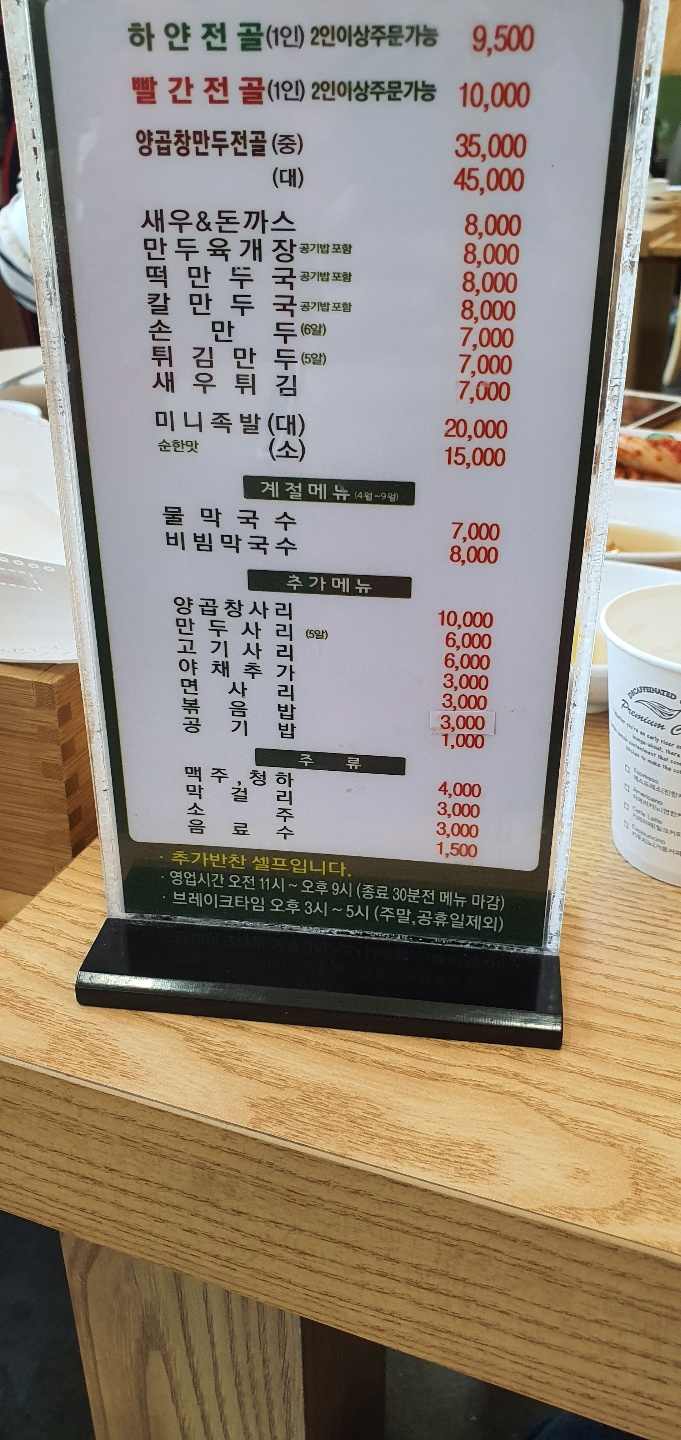 하얀전골(1인) 2인이상주문가능 9,500
빨간전골(1인) 2인이상주문가능 10,000
양곱창만두전골(중) 35,000
(대) 45,000
새우&돈까스 8,000
만두육개장 공기밥포함 8,000
떡만뚜국 공기밥포함 8,000
칼만두국 공기밥포함 8,000
손만두(6알) 7,000
튀김만두(5알) 7,000
새우튀김 7,000
미니족발(대) 20,000
순한맛 (소) 15,000
계절메뉴 (4월~9월)
물막국수 7,000
비빔막국수 8,000
추가메뉴
양곱창사리 10,000
만두사리 (5알) 6,000
고기사리 6,000
야채추가 3,000
면사리 3,000
볶음밥 3,000
공기밥 1,000
주류
맥주,청하 4,000
막걸리 3,000
소주 3,000
음료수 1,500
· 추가반찬 셀프입니다.
· 영업시간 오전 11시 ~ 오후 9시 (종료 30분전 메뉴 마감)
· 브레이크타임 오후 3시 ~ 5시 (주말,공휴일제외)
DECAFFEINATED
Premium
Espresso
Americano
Caffe Latte
Cappuccino